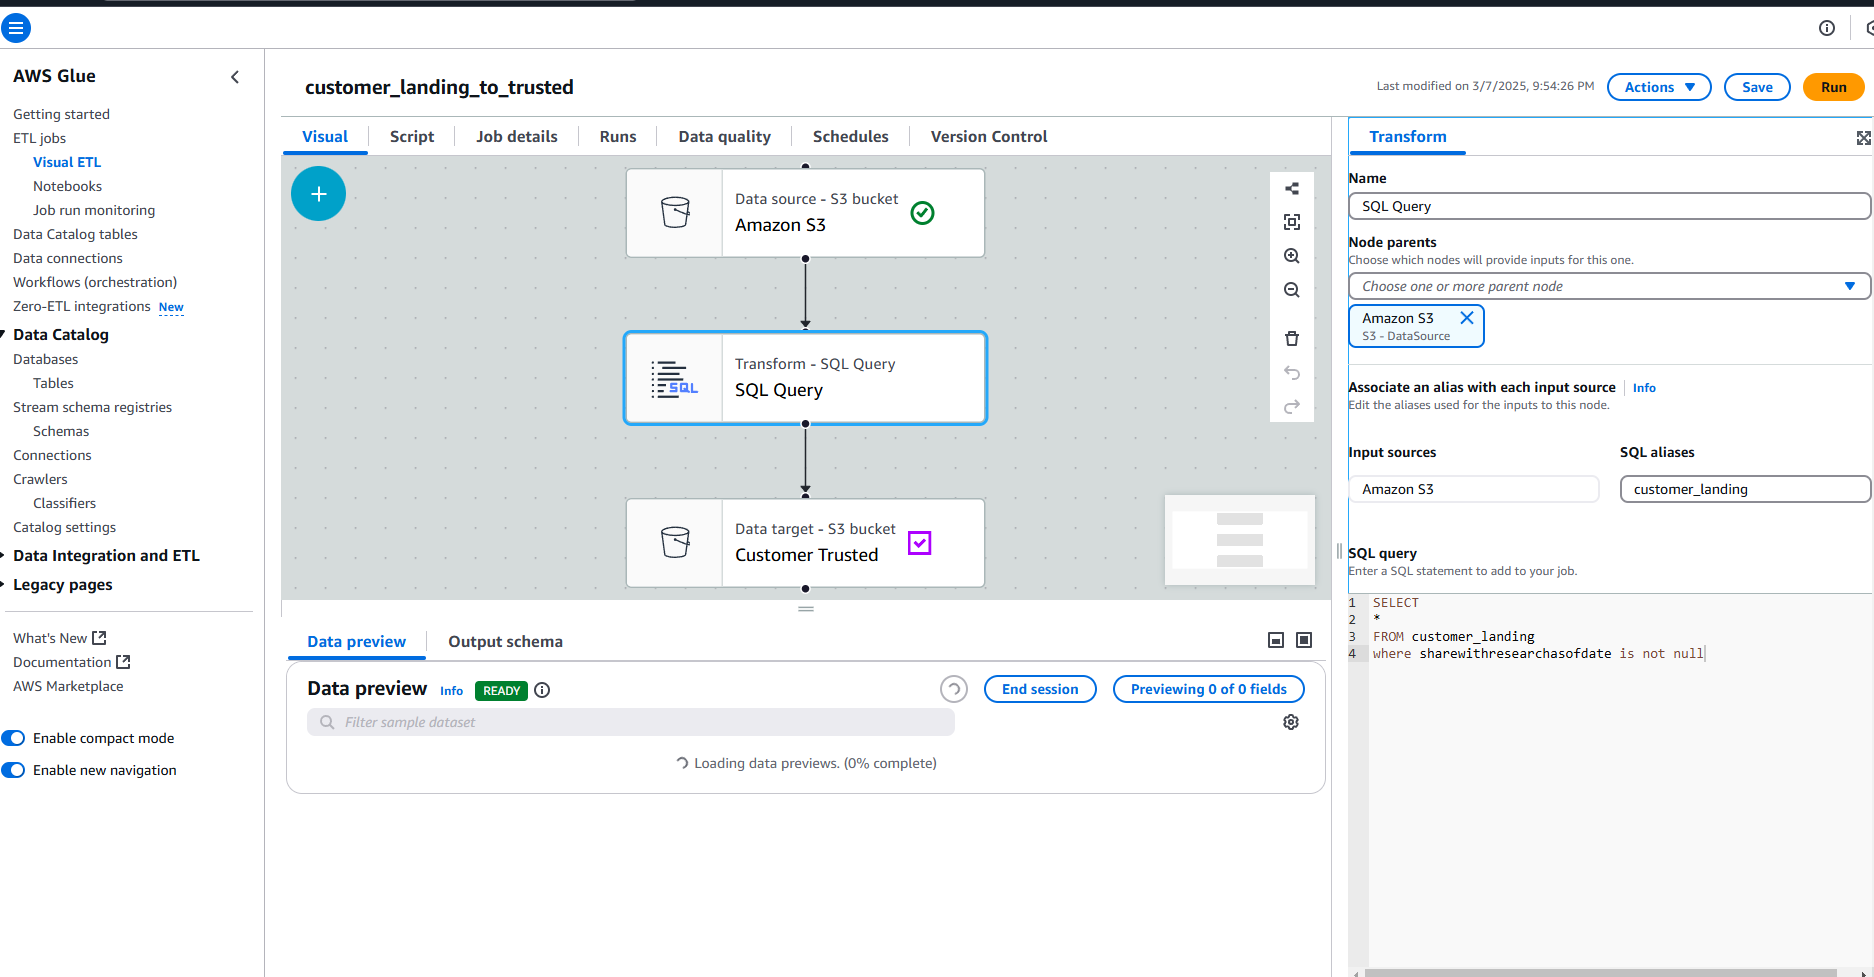 AWS Glue
Getting started
ETL jobs
Visual ETL
Notebooks
Job run monitoring
Data Catalog tables
Data connections
Workflows (orchestration)
Zero-ETL integrations New
Data Catalog
Databases
Tables
Stream schema registries
Schemas
Connections
Crawlers
Classifiers
Catalog settings
Data Integration and ETL
Legacy pages
What's New
Documentation
AWS Marketplace
Enable compact mode
Enable new navigation
customer_landing_to_trusted
Last modified on 3/7/2025, 9:54:26 PM
Actions
Save
Run
Visual
Script
Job details
Runs
Data quality
Schedules
Version Control
Data source - S3 bucket
Amazon S3
Transform - SQL Query
SQL
SQL Query
Data target - S3 bucket
Customer Trusted
Data preview
Output schema
Data preview Info READY
End session
Previewing 0 of 0 fields
Filter sample dataset
Loading data previews. (0% complete)
Transform
Name
SQL Query
Node parents
Choose which nodes will provide inputs for this one.
Choose one or more parent node
Amazon S3
S3 - DataSource
Associate an alias with each input source Info
Edit the aliases used for the inputs to this node.
Input sources
SQL aliases
Amazon S3
customer_landing
SQL query
Enter a SQL statement to add to your job.
1 SELECT
2 *
3 FROM customer_landing
4 where sharewithresearchasofdate is not null